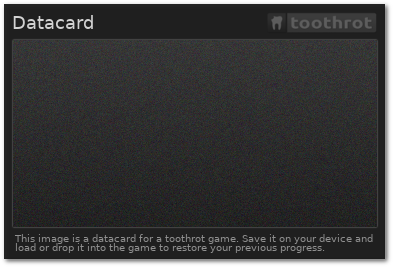 Datacard
toothrot
This image is a datacard for a toothrot game. Save it on your device and
load or drop it into the game to restore your previous progress.